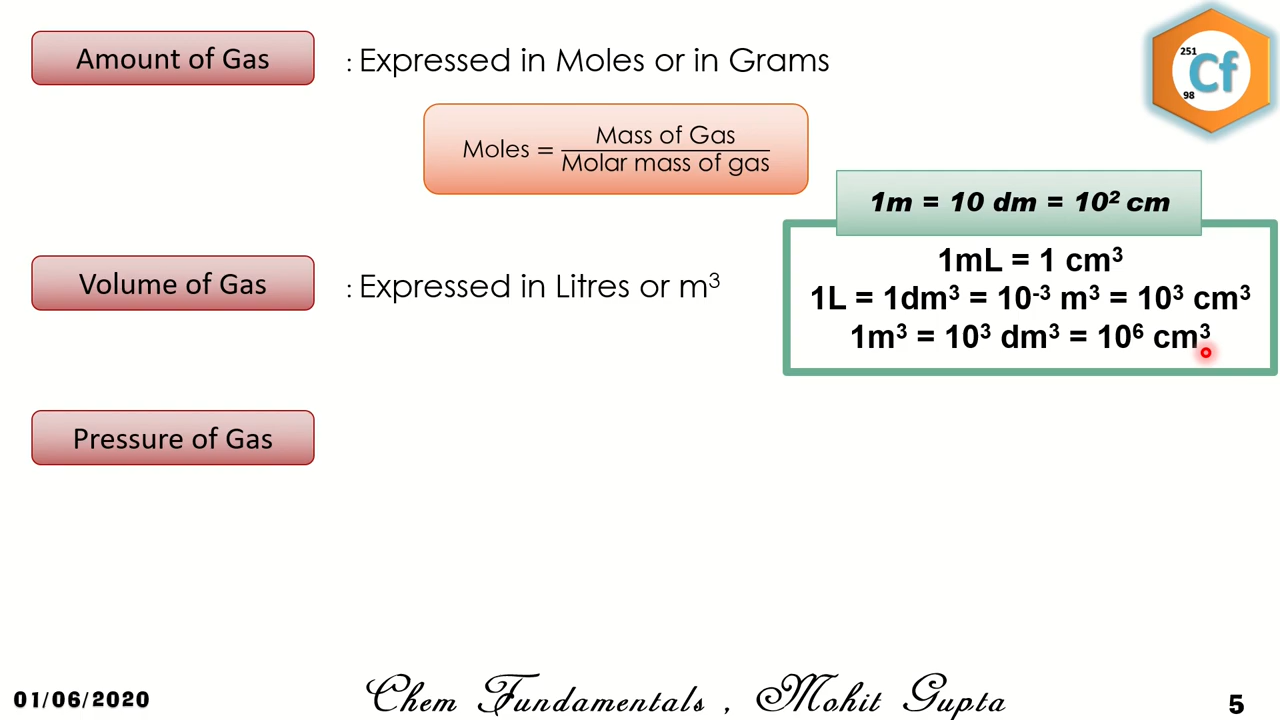 Amount of Gas : Expressed in Moles or in Grams
251
Cf
98
Moles = Mass of Gas / Molar mass of gas
1m = 10 dm = 10² cm
1mL = 1 cm³
Volume of Gas : Expressed in Litres or m³
1L = 1dm³ = 10⁻³ m³ = 10³ cm³
1m³ = 10³ dm³ = 10⁶ cm³
Pressure of Gas
01/06/2020 Chem Fundamentals , Mohit Gupta 5